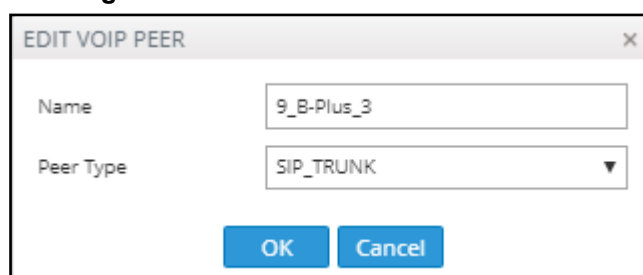 EDIT VOIP PEER ×
Name 9_B-Plus_3
Peer Type SIP_TRUNK ▼
OK Cancel